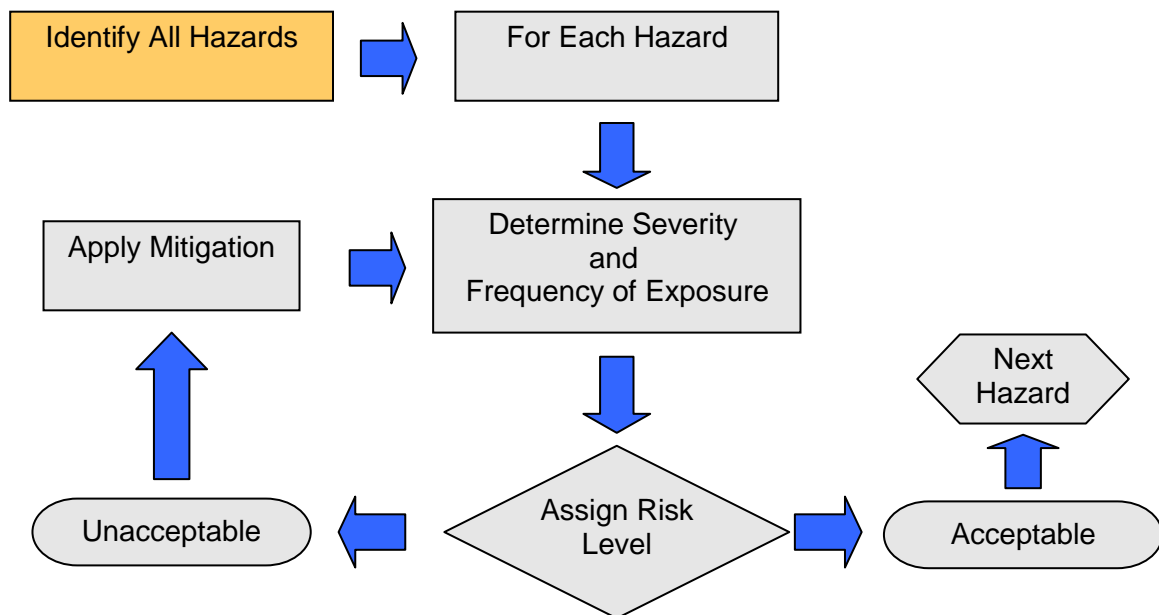 Identify All Hazards
For Each Hazard
Apply Mitigation
Determine Severity
and
Frequency of Exposure
Next
Hazard
Unacceptable
Assign Risk
Level
Acceptable